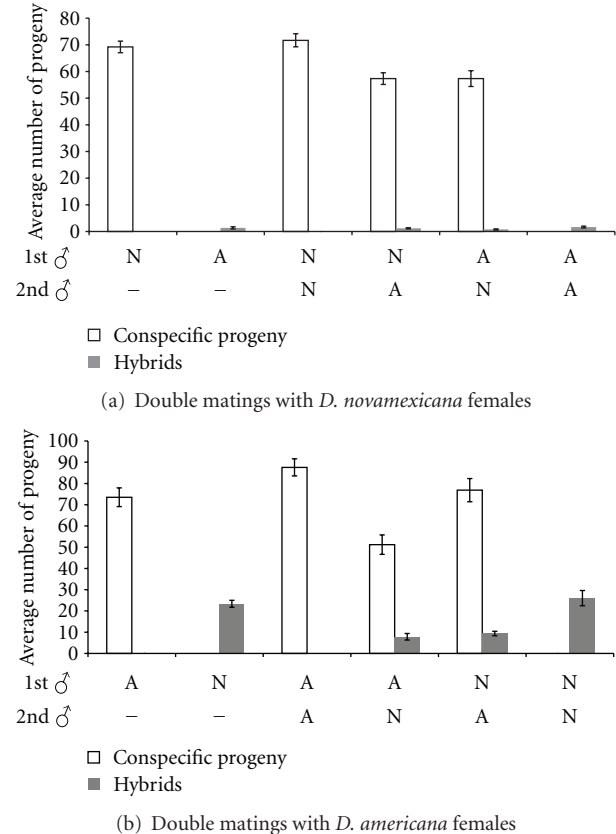 80
70
60
50
40
30
20
10
0
Average number of progeny
1st ♂ N A N N A A
2nd ♂ – – N A N A
Conspecific progeny
Hybrids
(a) Double matings with D. novamexicana females
100
90
80
70
60
50
40
30
20
10
0
Average number of progeny
1st ♂ A N A A N N
2nd ♂ – – A N A N
Conspecific progeny
Hybrids
(b) Double matings with D. americana females